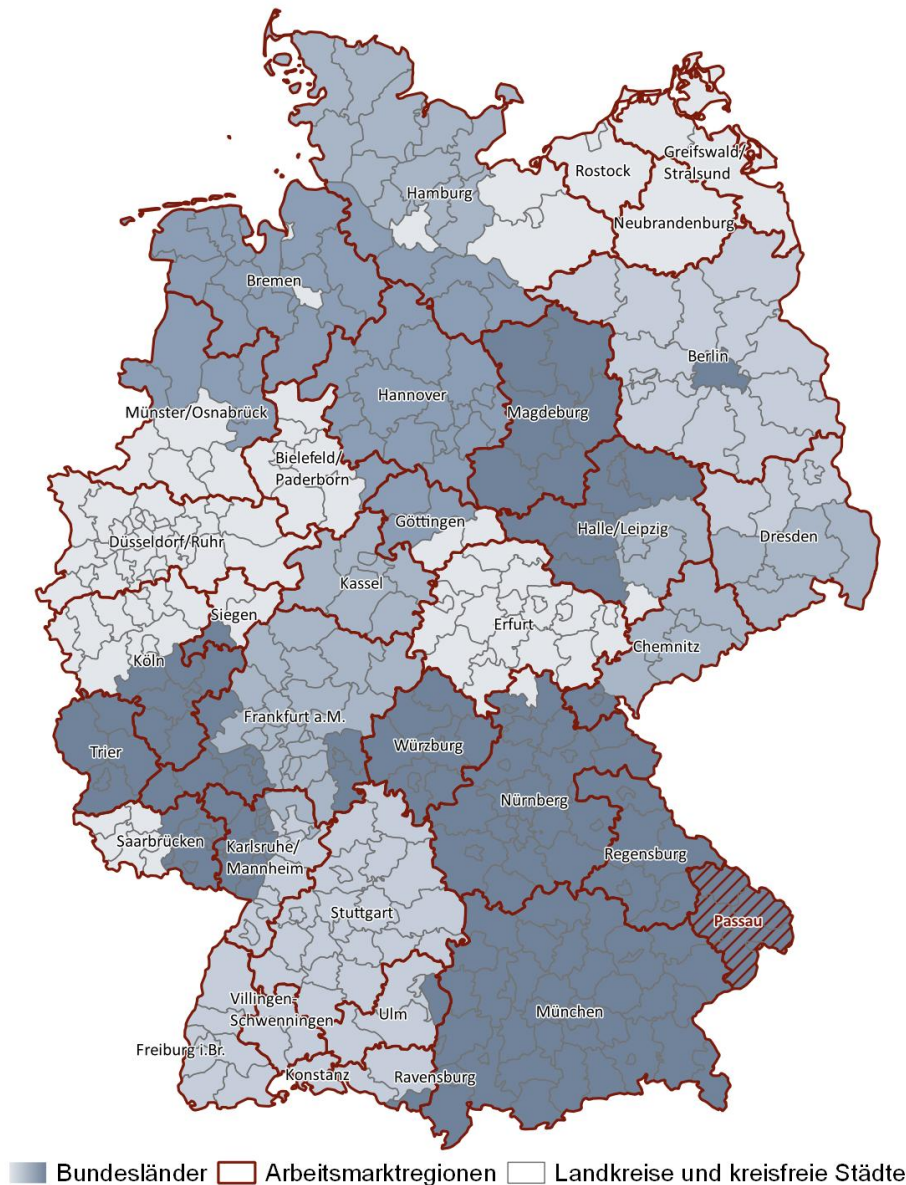 Greifswald/
Stralsund
Rostock
Hamburg
Neubrandenburg
Bremen
Berlin
Hannover
Münster/Osnabrück
Magdeburg
Bielefeld/
Paderborn
Göttingen
Halle/Leipzig
Düsseldorf/Ruhr
Dresden
Kassel
Siegen
Erfurt
Chemnitz
Köln
Frankfurt a.M.
Trier
Würzburg
Nürnberg
Saarbrücken
Karlsruhe/
Mannheim
Regensburg
Stuttgart
Passau
Villingen-
Schwenningen
Ulm
München
Freiburg i.Br.
Konstanz
Ravensburg
Bundesländer Arbeitsmarktregionen Landkreise und kreisfreie Städte